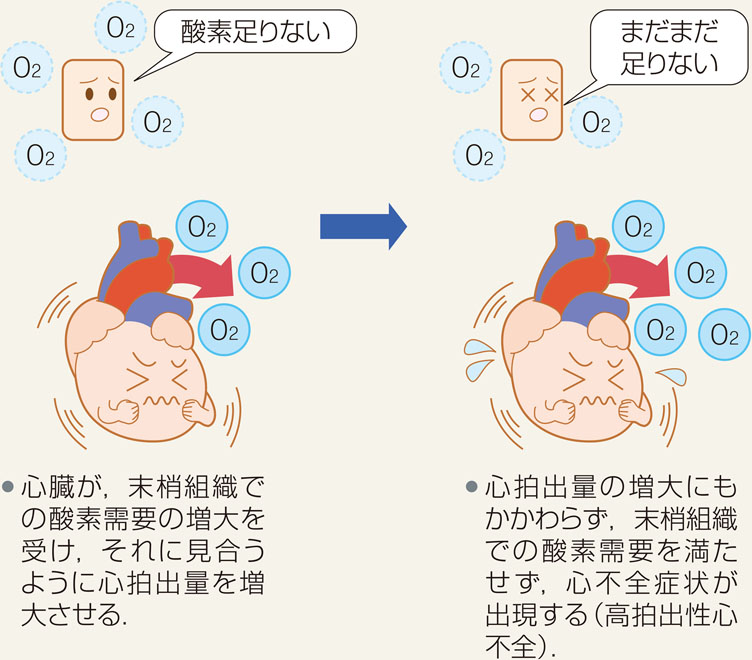 O2
酸素足りない
O2
O2
O2
O2
O2
O2
●心臓が，末梢組織で
の酸素需要の増大を
受け，それに見合う
ように心拍出量を増
大させる．
まだまだ
足りない
O2
O2
O2
O2
O2
O2
O2
O2
●心拍出量の増大にも
かかわらず，末梢組織
での酸素需要を満た
せず，心不全症状が
出現する（高拍出性心
不全）．